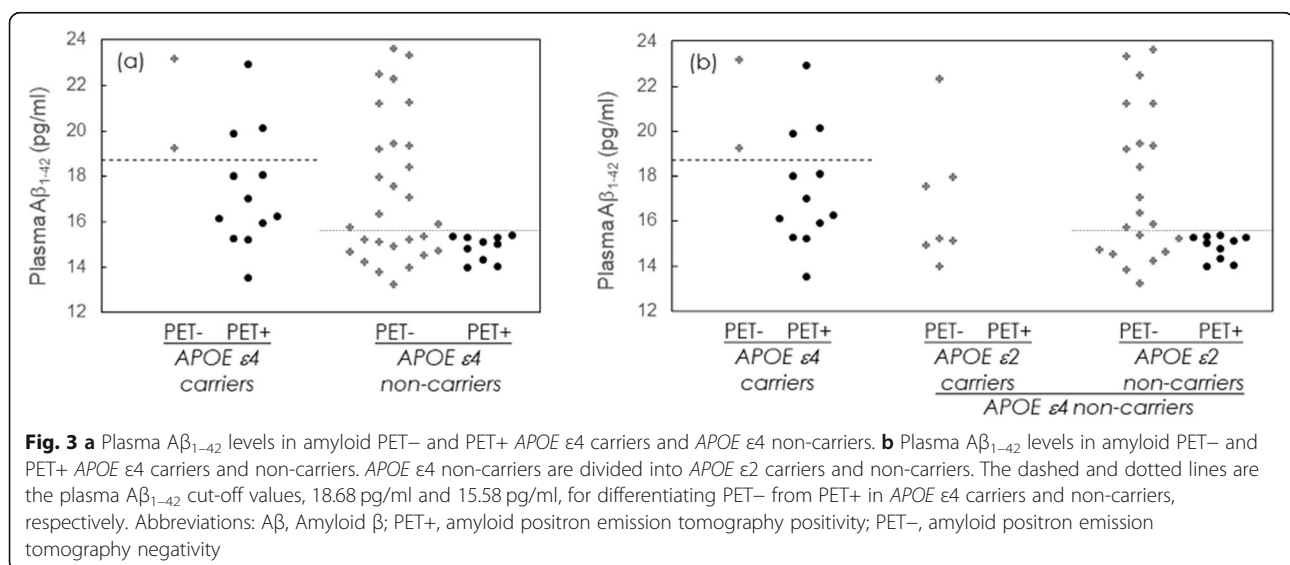 24
22
20
18
16
14
12
Plasma Aβ1-42 (pg/ml)
(a)
PET- PET+
APOE ε4
carriers
PET- PET+
APOE ε4
non-carriers
24
22
20
18
16
14
12
Plasma Aβ1-42 (pg/ml)
(b)
PET- PET+
APOE ε4
carriers
PET- PET+
APOE ε2
carriers
PET- PET+
APOE ε2
non-carriers
APOE ε4 non-carriers
Fig. 3 a Plasma Aβ1–42 levels in amyloid PET− and PET+ APOE ε4 carriers and APOE ε4 non-carriers. b Plasma Aβ1–42 levels in amyloid PET− and
PET+ APOE ε4 carriers and non-carriers. APOE ε4 non-carriers are divided into APOE ε2 carriers and non-carriers. The dashed and dotted lines are
the plasma Aβ1–42 cut-off values, 18.68 pg/ml and 15.58 pg/ml, for differentiating PET− from PET+ in APOE ε4 carriers and non-carriers,
respectively. Abbreviations: Aβ, Amyloid β; PET+, amyloid positron emission tomography positivity; PET−, amyloid positron emission
tomography negativity